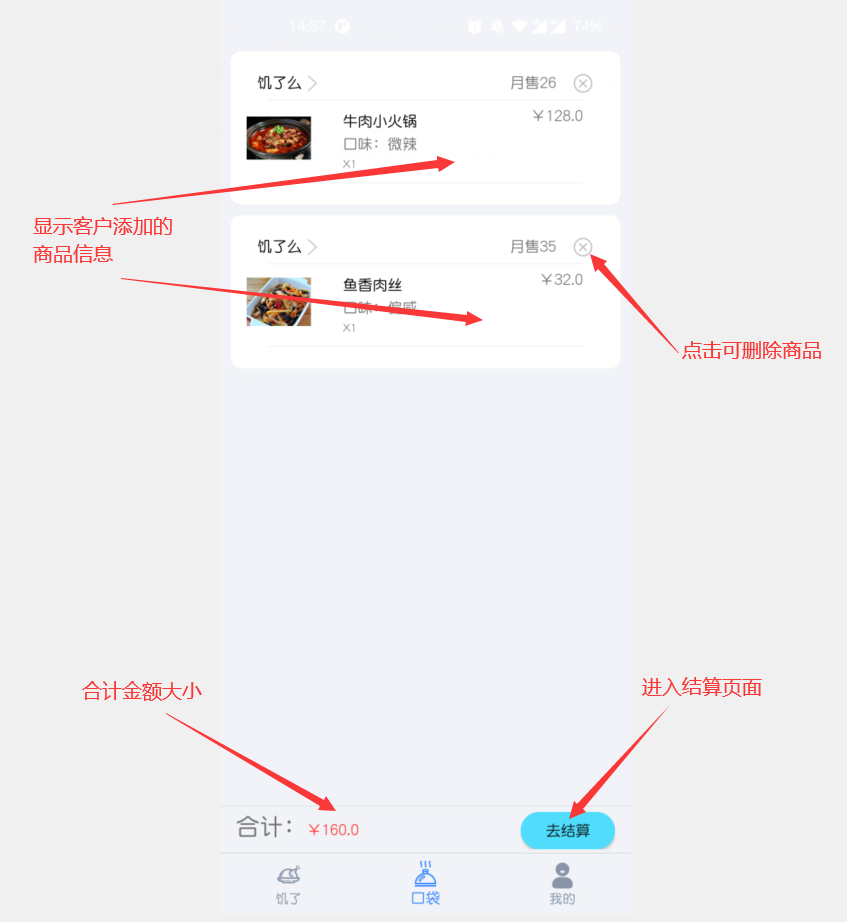 14:37 74%
饥了么 月售26
牛肉小火锅 ￥128.0
口味：微辣
X1
显示客户添加的
商品信息
饥了么 月售35
鱼香肉丝 ￥32.0
口味：偏咸
X1
点击可删除商品
合计金额大小
进入结算页面
合计： ￥160.0 去结算
饥了 口袋 我的